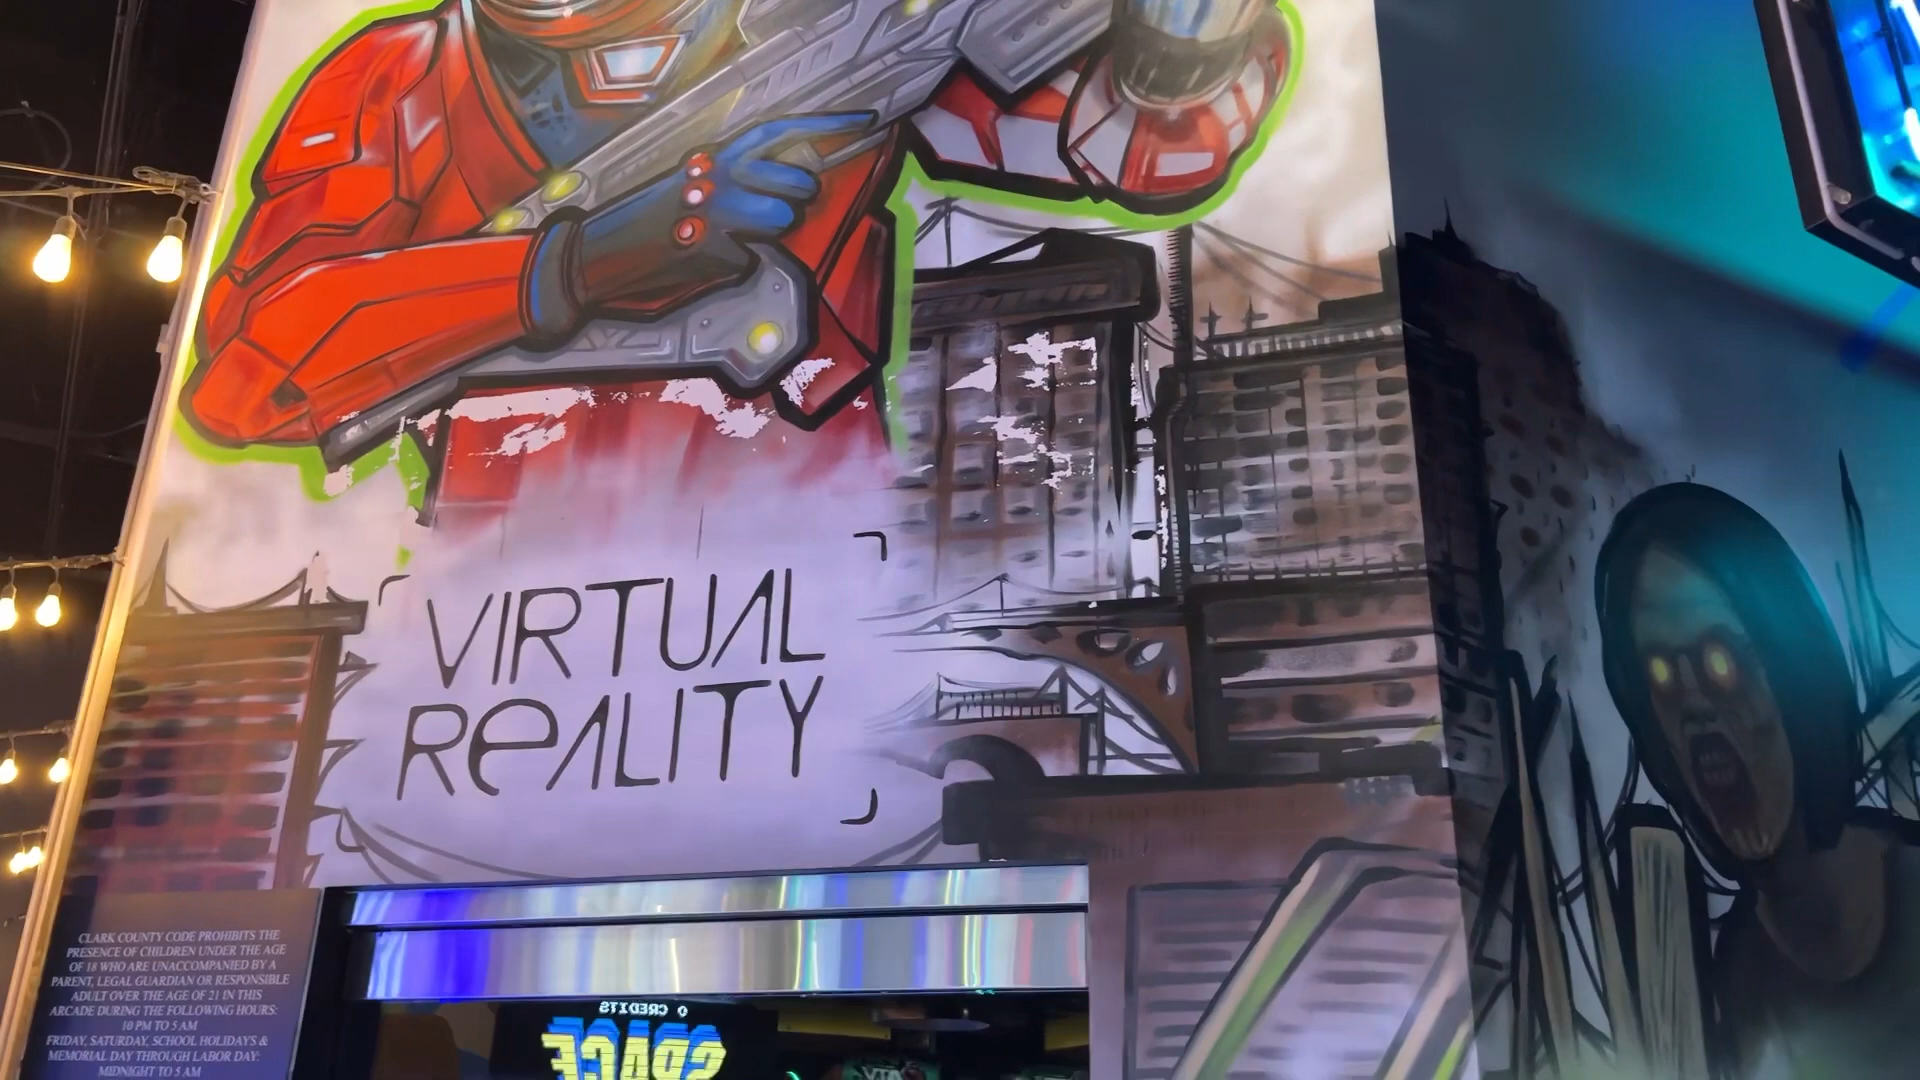 VIRTUAL
REALITY
CLARK COUNTY CODE PROHIBITS THE
PRESENCE OF CHILDREN UNDER THE AGE
OF 18 WHO ARE UNACCOMPANIED BY A
PARENT, LEGAL GUARDIAN OR RESPONSIBLE
ADULT OVER THE AGE OF 21 IN THIS
ARCADE DURING THE FOLLOWING HOURS:
10 PM TO 5 AM
FRIDAY, SATURDAY, SCHOOL HOLIDAYS &
MEMORIAL DAY THROUGH LABOR DAY:
MIDNIGHT TO 5 AM
0 CREDITS
SPACE